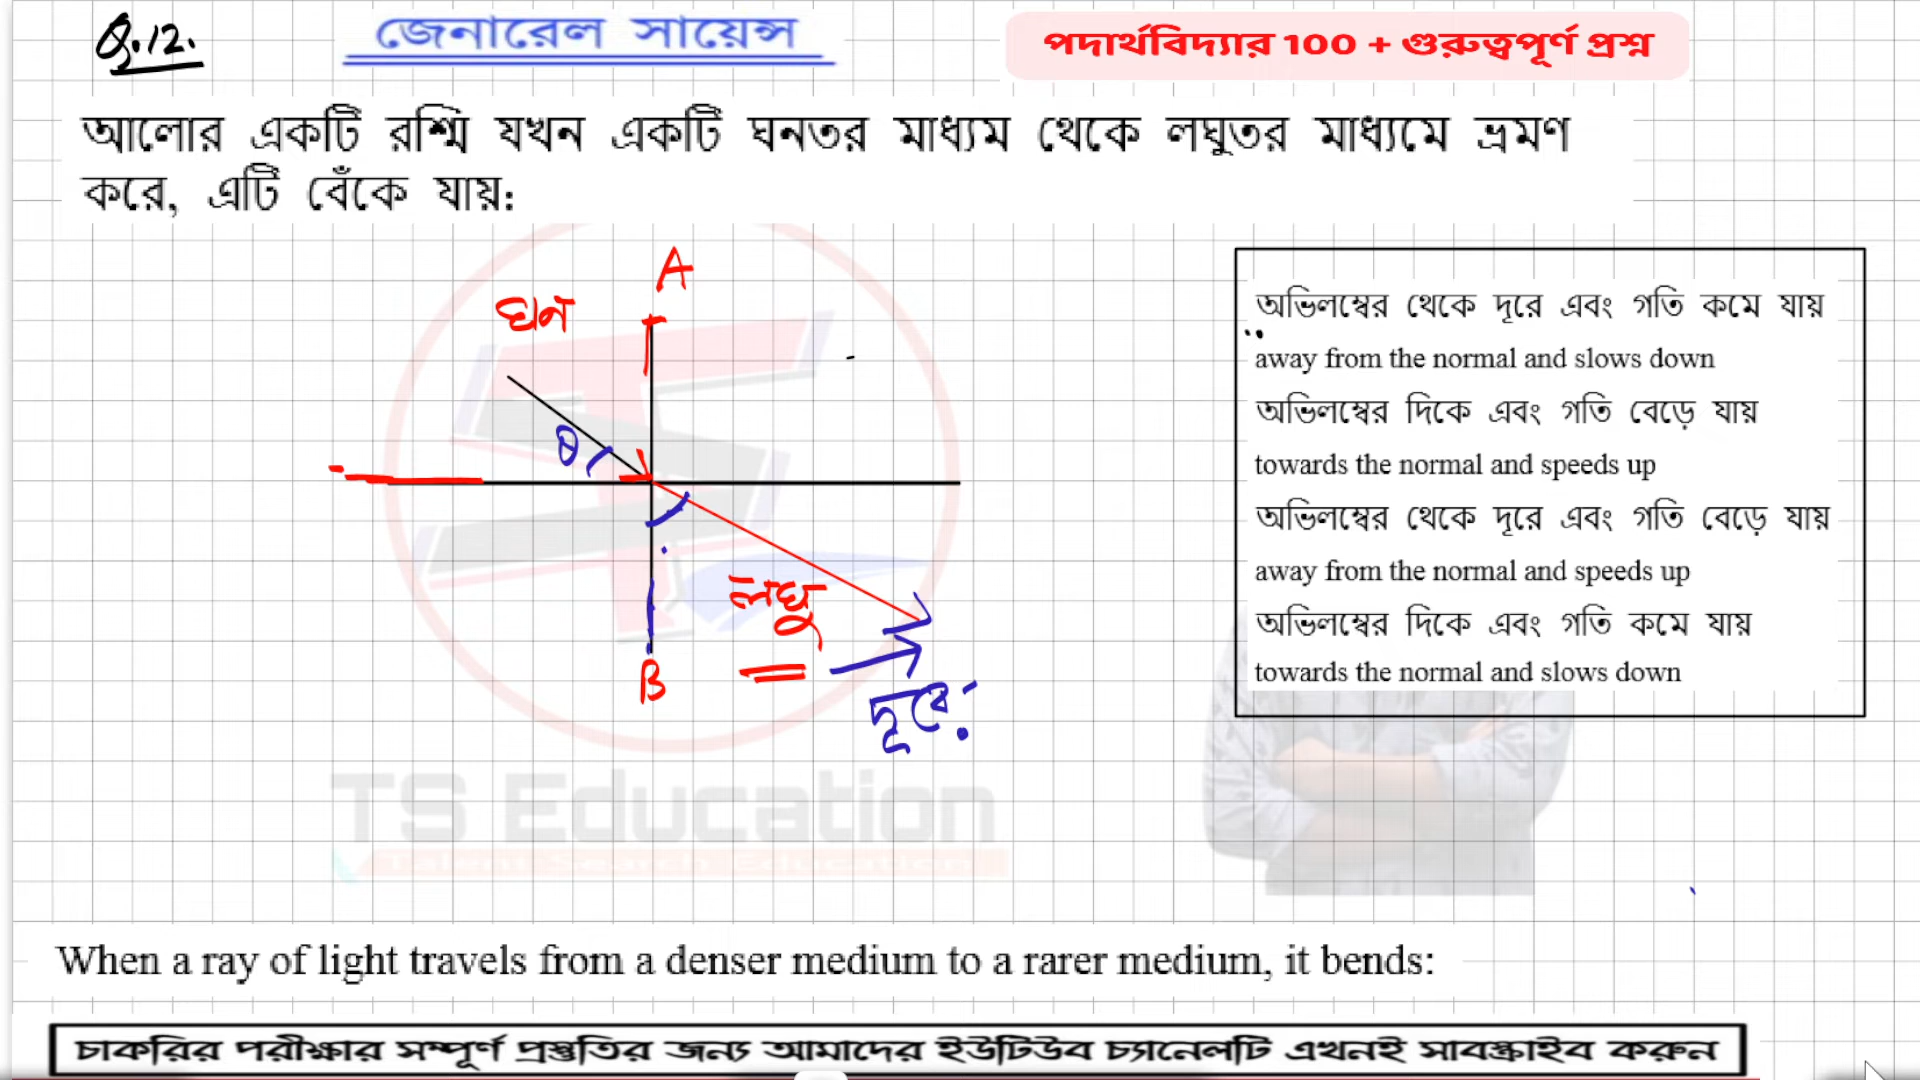 Q.12.
জেনারেল সায়েন্স
পদার্থবিদ্যার 100 + গুরুত্বপূর্ণ প্রশ্ন
আলোর একটি রশ্মি যখন একটি ঘনতর মাধ্যম থেকে লঘুতর মাধ্যমে ভ্রমণ
করে, এটি বেঁকে যায়:
A
ঘন
θ
লঘু
B
দূরে
অভিলম্বের থেকে দূরে এবং গতি কমে যায়
away from the normal and slows down
অভিলম্বের দিকে এবং গতি বেড়ে যায়
towards the normal and speeds up
অভিলম্বের থেকে দূরে এবং গতি বেড়ে যায়
away from the normal and speeds up
অভিলম্বের দিকে এবং গতি কমে যায়
towards the normal and slows down
TS Education
Talent Search Education
When a ray of light travels from a denser medium to a rarer medium, it bends:
চাকরির পরীক্ষার সম্পূর্ণ প্রস্তুতির জন্য আমাদের ইউটিউব চ্যানেলটি এখনই সাবস্ক্রাইব করুন